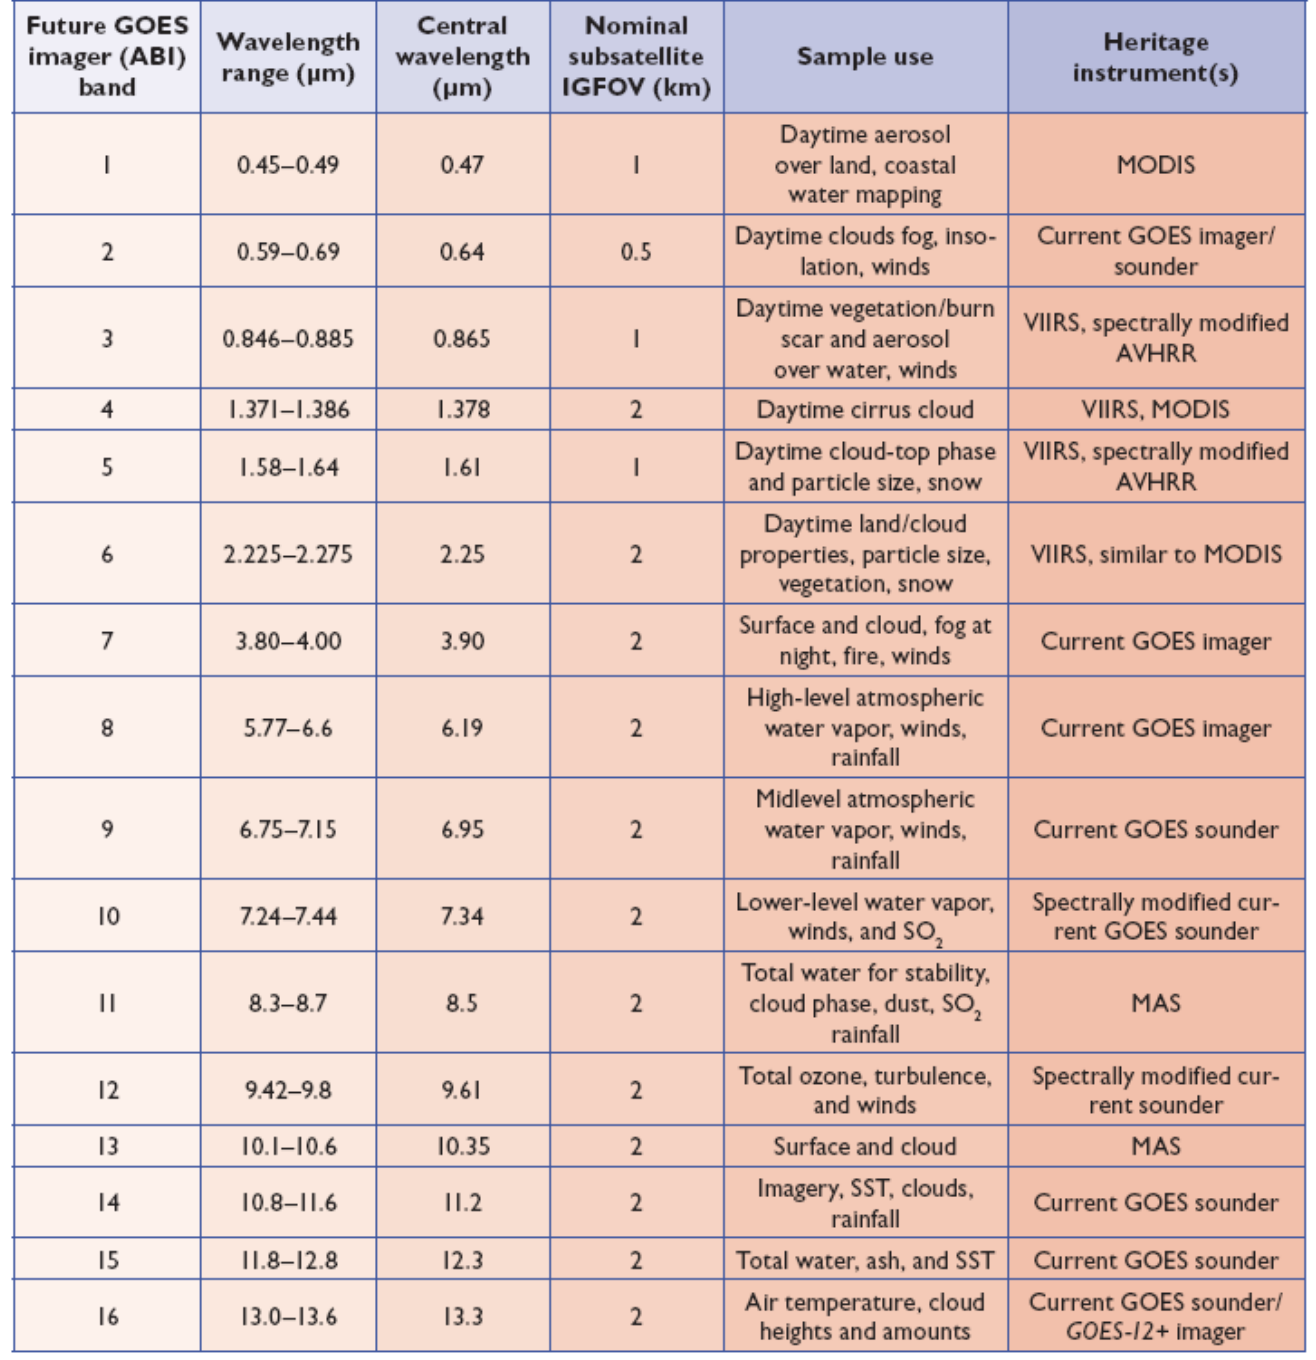 Future GOES imager (ABI) band
Wavelength range (μm)
Central wavelength (μm)
Nominal subsatellite IGFOV (km)
Sample use
Heritage instrument(s)
1
0.45–0.49
0.47
1
Daytime aerosol
over land, coastal
water mapping
MODIS
2
0.59–0.69
0.64
0.5
Daytime clouds fog, inso-
lation, winds
Current GOES imager/
sounder
3
0.846–0.885
0.865
1
Daytime vegetation/burn
scar and aerosol
over water, winds
VIIRS, spectrally modified
AVHRR
4
1.371–1.386
1.378
2
Daytime cirrus cloud
VIIRS, MODIS
5
1.58–1.64
1.61
1
Daytime cloud-top phase
and particle size, snow
VIIRS, spectrally modified
AVHRR
6
2.225–2.275
2.25
2
Daytime land/cloud
properties, particle size,
vegetation, snow
VIIRS, similar to MODIS
7
3.80–4.00
3.90
2
Surface and cloud, fog at
night, fire, winds
Current GOES imager
8
5.77–6.6
6.19
2
High-level atmospheric
water vapor, winds,
rainfall
Current GOES imager
9
6.75–7.15
6.95
2
Midlevel atmospheric
water vapor, winds,
rainfall
Current GOES sounder
10
7.24–7.44
7.34
2
Lower-level water vapor,
winds, and SO₂
Spectrally modified cur-
rent GOES sounder
11
8.3–8.7
8.5
2
Total water for stability,
cloud phase, dust, SO₂
rainfall
MAS
12
9.42–9.8
9.61
2
Total ozone, turbulence,
and winds
Spectrally modified cur-
rent sounder
13
10.1–10.6
10.35
2
Surface and cloud
MAS
14
10.8–11.6
11.2
2
Imagery, SST, clouds,
rainfall
Current GOES sounder
15
11.8–12.8
12.3
2
Total water, ash, and SST
Current GOES sounder
16
13.0–13.6
13.3
2
Air temperature, cloud
heights and amounts
Current GOES sounder/
GOES-12+ imager